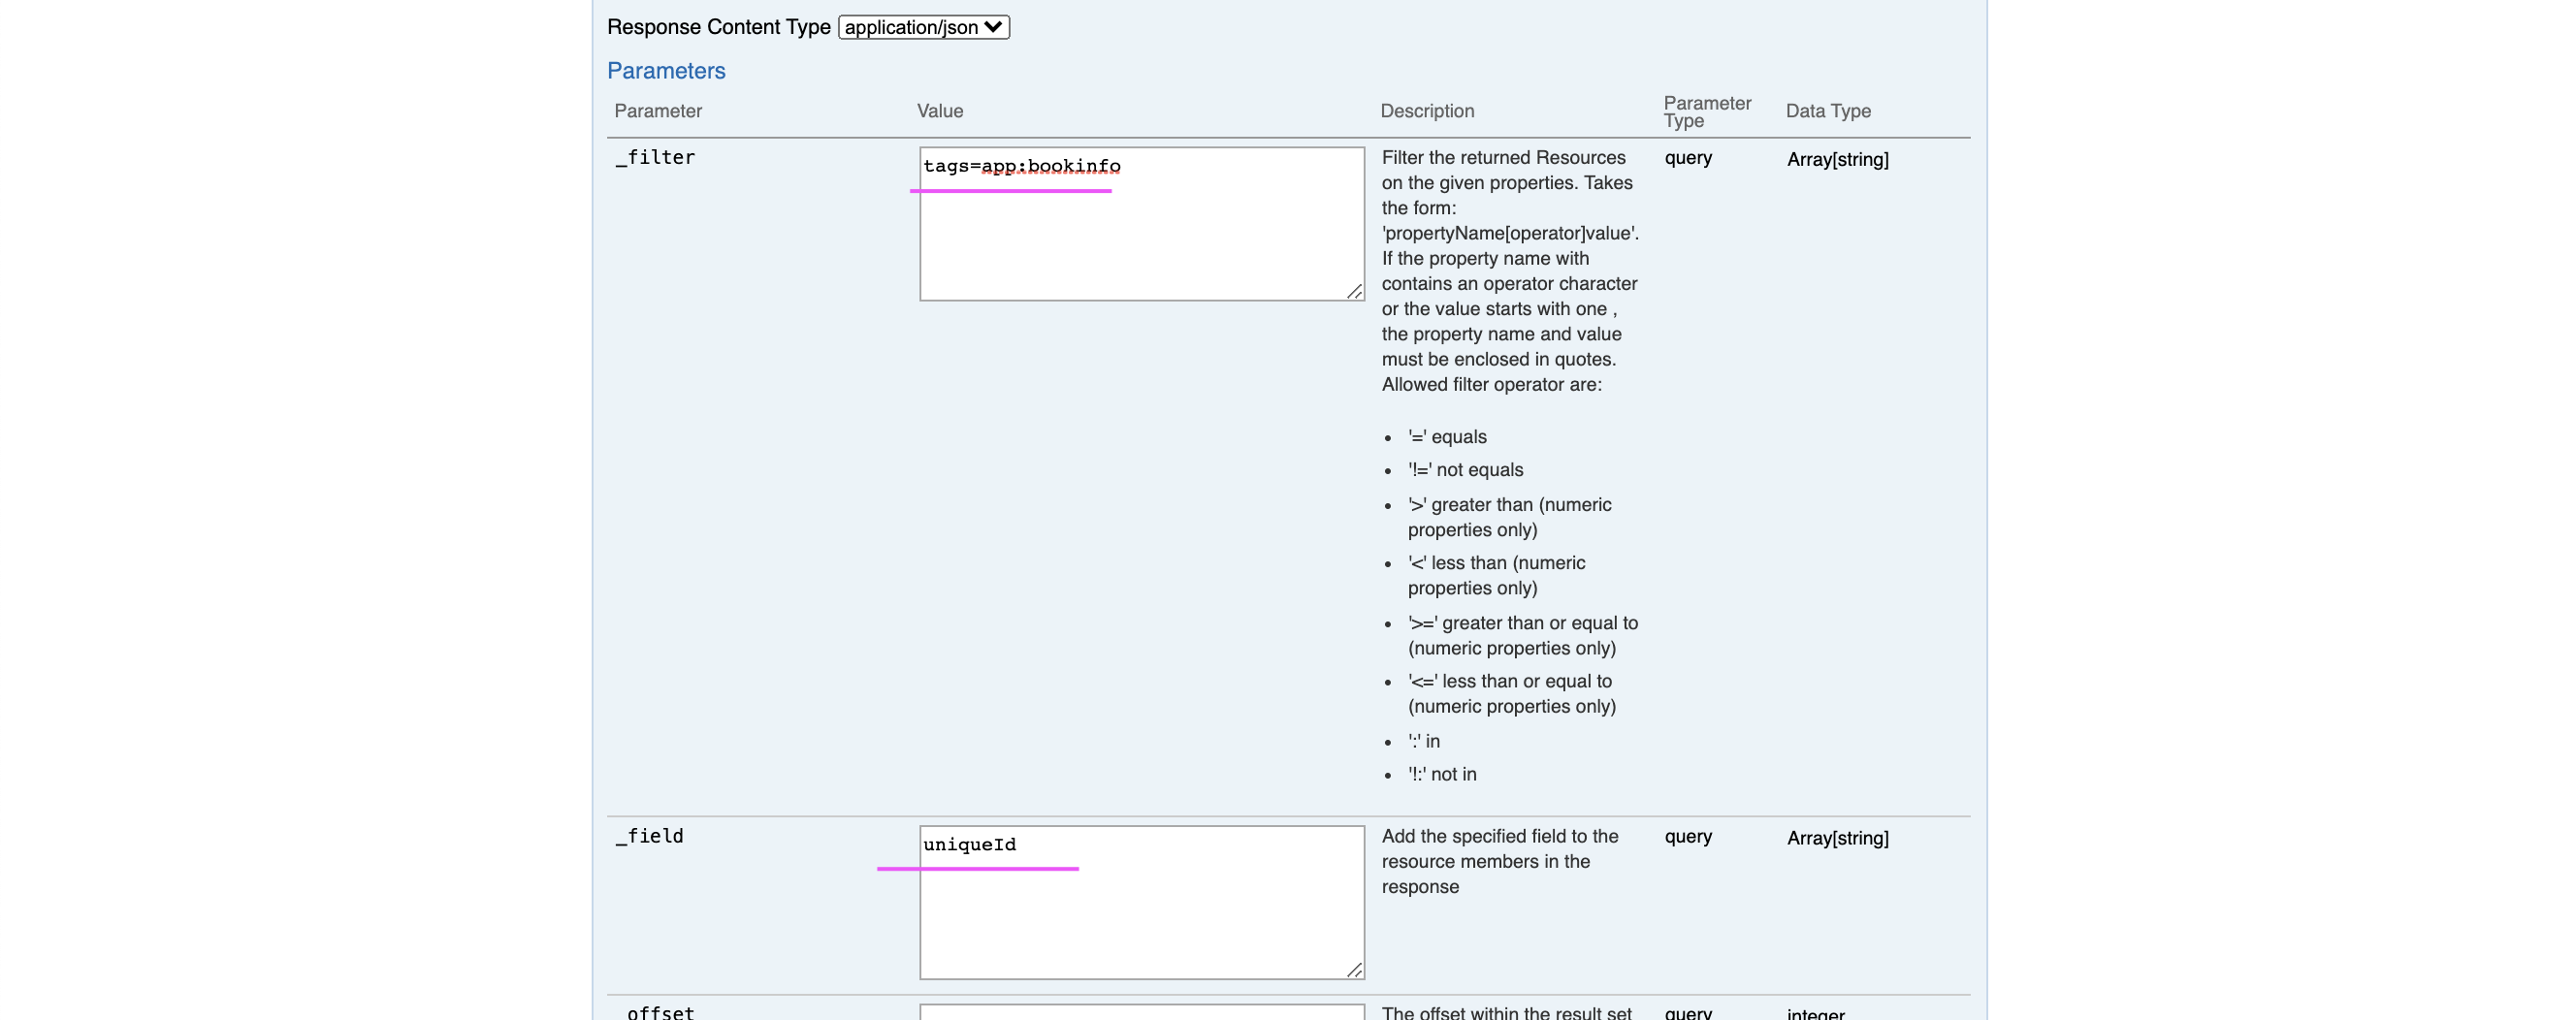 Response Content Type application/json
Parameters
Parameter Value Description Parameter Type Data Type
_filter
tags=app:bookinfo
Filter the returned Resources
on the given properties. Takes
the form:
'propertyName[operator]value'.
If the property name with
contains an operator character
or the value starts with one ,
the property name and value
must be enclosed in quotes.
Allowed filter operator are:
• '=' equals
• '!=' not equals
• '>' greater than (numeric
properties only)
• '<' less than (numeric
properties only)
• '>=' greater than or equal to
(numeric properties only)
• '<=' less than or equal to
(numeric properties only)
• ':' in
• '!:' not in
query
Array[string]
_field
uniqueId
Add the specified field to the
resource members in the
response
query
Array[string]
_offset
The offset within the result set
query
integer